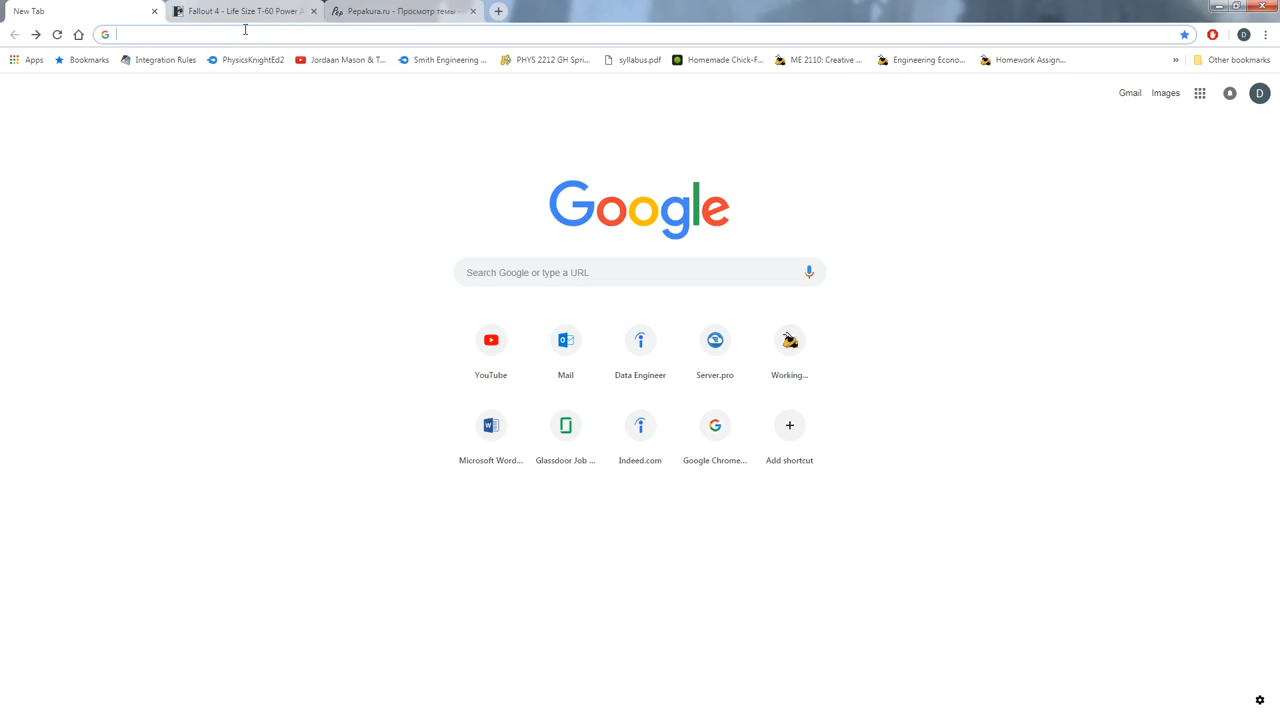 New Tab
Fallout 4 - Life Size T-60 Power
Pepakura.ru - Просмотр темы -
Apps
Bookmarks
Integration Rules
PhysicsKnightEd2
Jordaan Mason & T...
Smith Engineering ...
PHYS 2212 GH Spri...
syllabus.pdf
Homemade Chick-F...
ME 2110: Creative ...
Engineering Econo...
Homework Assign...
»
Other bookmarks
Gmail
Images
D
Google
Search Google or type a URL
YouTube
Mail
Data Engineer
Server.pro
Working...
Microsoft Word...
Glassdoor Job ...
Indeed.com
Google Chrome...
Add shortcut